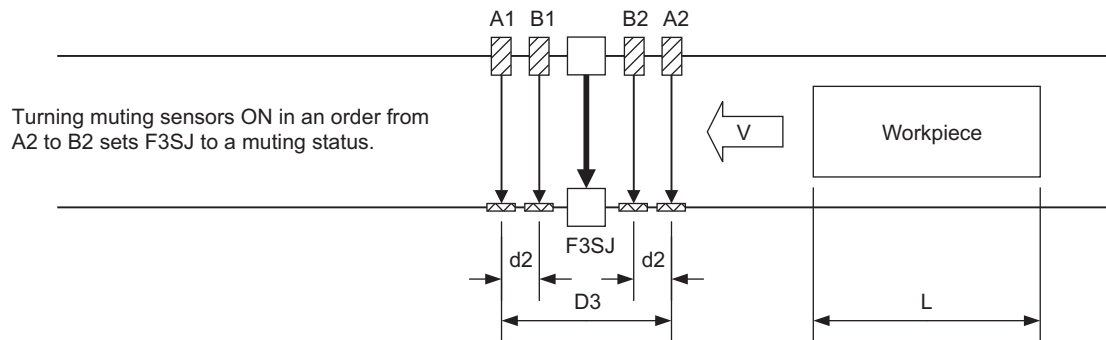 A1 B1 B2 A2
Turning muting sensors ON in an order from
A2 to B2 sets F3SJ to a muting status.
V
Workpiece
F3SJ
d2 d2
D3 L